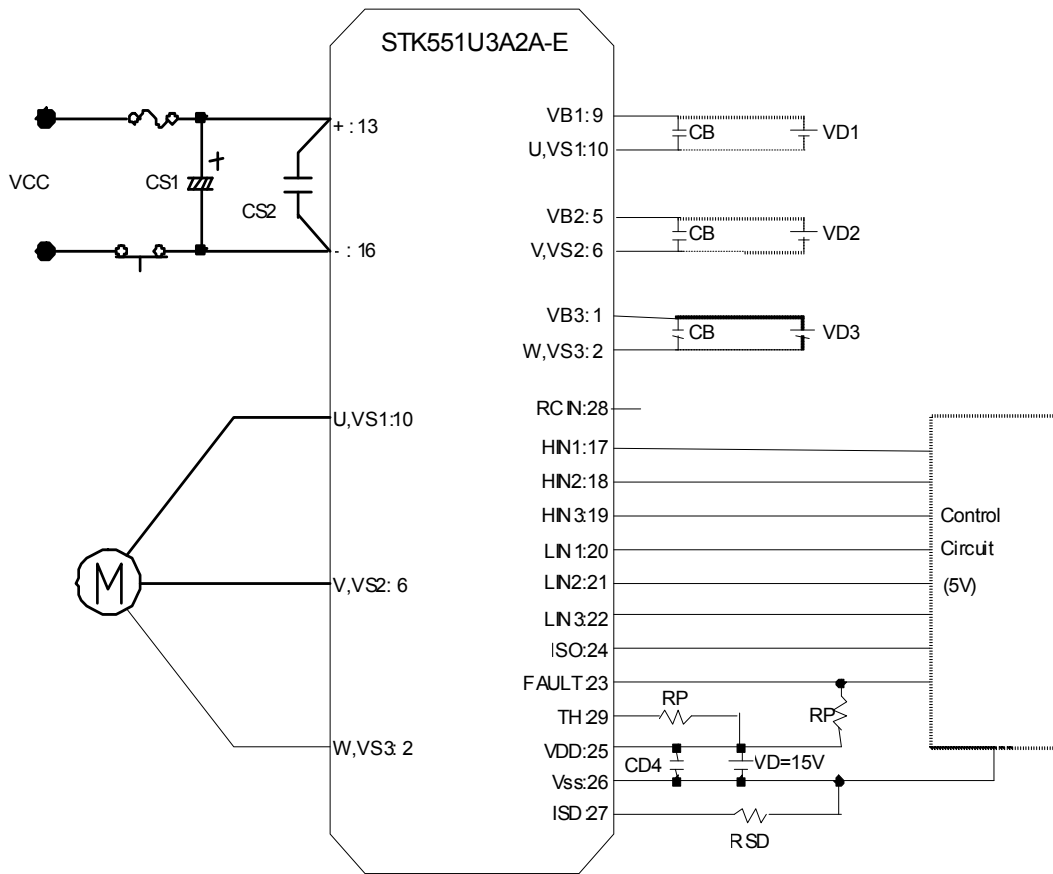 STK551U3A2A-E
+ : 13
VCC
CS1
+
CS2
- : 16
U,VS1:10
M
V,VS2: 6
W,VS3: 2
VB1: 9
CB
VD1
U,VS1:10
VB2: 5
CB
VD2
V,VS2: 6
VB3: 1
CB
VD3
W,VS3: 2
RCIN:28
HIN1:17
HIN2:18
HIN3:19
LIN1:20
LIN2:21
LIN3:22
ISO:24
FAULT:23
TH:29
VDD:25
Vss:26
ISD:27
Control
Circuit
(5V)
RP
RP
CD4
VD=15V
RSD